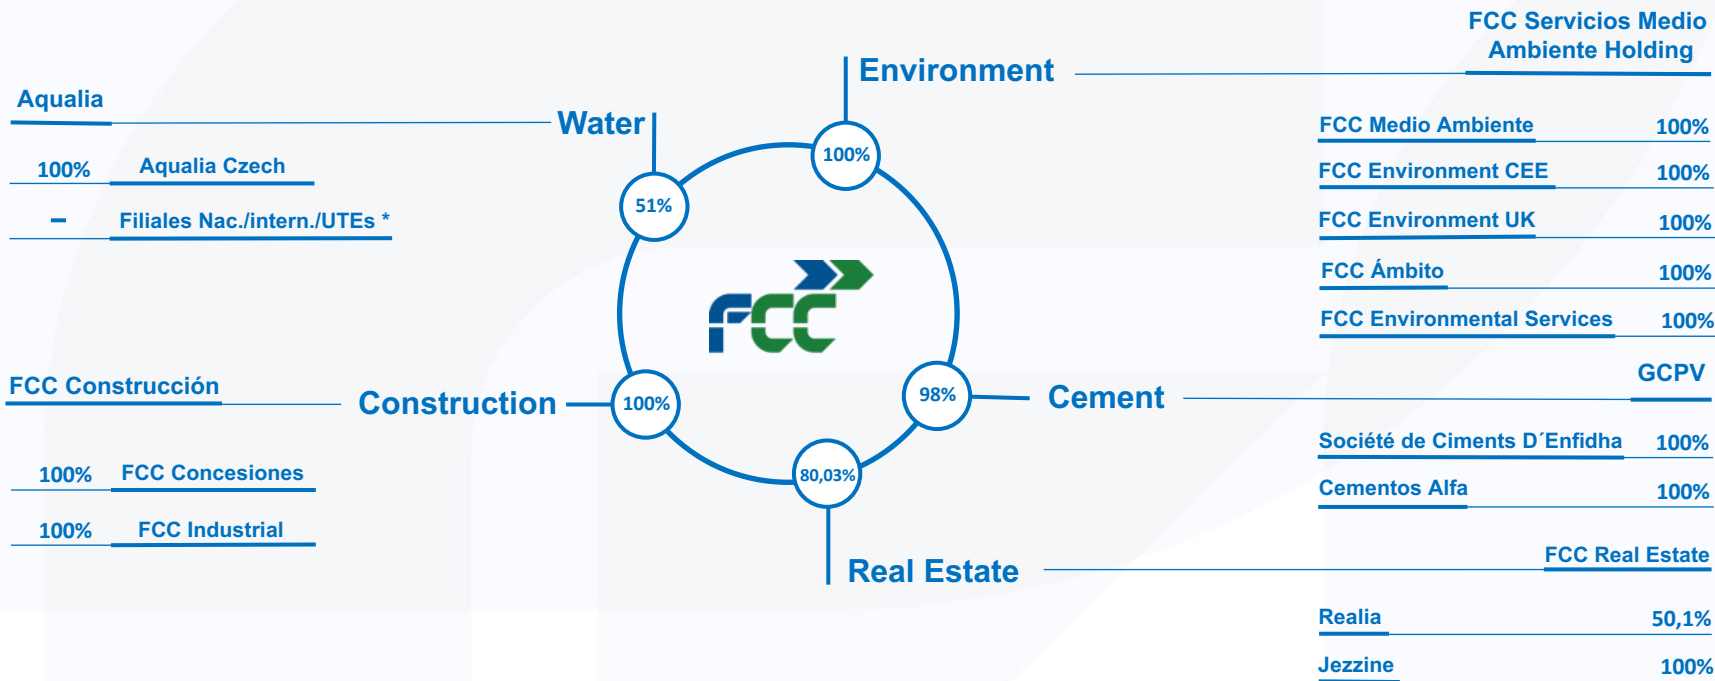 FCC Servicios Medio
Ambiente Holding
Environment
Aqualia
Water
FCC Medio Ambiente 100%
100%
100% Aqualia Czech
FCC Environment CEE 100%
51%
– Filiales Nac./intern./UTEs *
FCC Environment UK 100%
FCC Ámbito 100%
FCC
FCC Environmental Services 100%
FCC Construcción
Construction
100%
98%
Cement
GCPV
Société de Ciments D´Enfidha 100%
100% FCC Concesiones
80,03%
Cementos Alfa 100%
100% FCC Industrial
Real Estate
FCC Real Estate
Realia 50,1%
Jezzine 100%